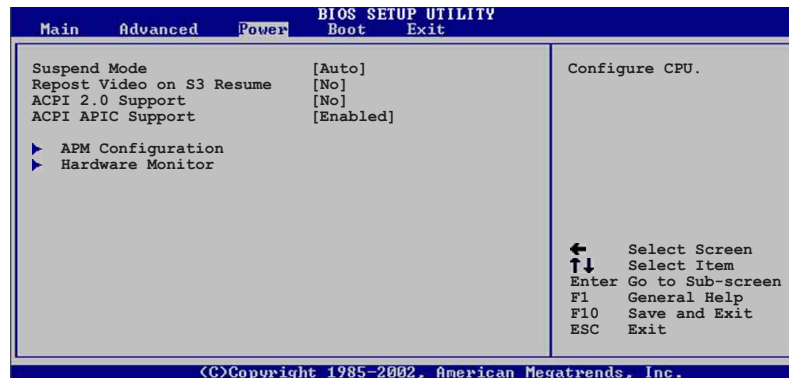 BIOS SETUP UTILITY
Main Advanced Power Boot Exit
Suspend Mode [Auto]
Repost Video on S3 Resume [No]
ACPI 2.0 Support [No]
ACPI APIC Support [Enabled]
APM Configuration
Hardware Monitor
Configure CPU.
← Select Screen
↑↓ Select Item
Enter Go to Sub-screen
F1 General Help
F10 Save and Exit
ESC Exit
(C)Copyright 1985-2002, American Megatrends, Inc.